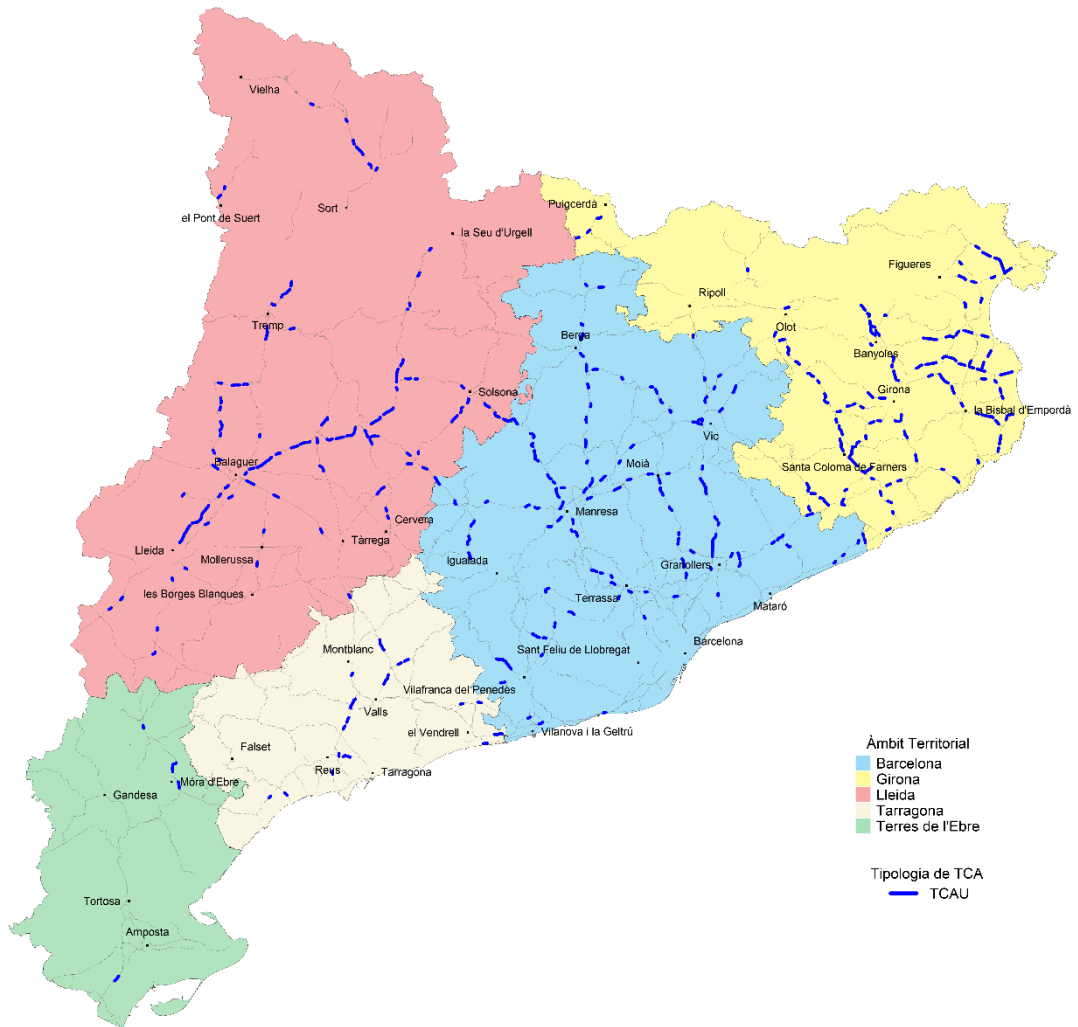 Vielha
el Pont de Suert
Sort
la Seu d'Urgell
Puigcerdà
Figueres
Ripoll
Olot
Tremp
Berga
Banyoles
Girona
Solsona
la Bisbal d'Empordà
Vic
Balaguer
Moià
Santa Coloma de Farners
Manresa
Cervera
Lleida
Tàrrega
Mollerussa
Igualada
Granollers
les Borges Blanques
Terrassa
Mataró
Montblanc
Sant Feliu de Llobregat
Barcelona
Vilafranca del Penedès
Valls
el Vendrell
Vilanova i la Geltrú
Falset
Reus
Tarragona
Móra d'Ebre
Gandesa
Tortosa
Amposta
Àmbit Territorial
Barcelona
Girona
Lleida
Tarragona
Terres de l'Ebre
Tipologia de TCA
TCAU